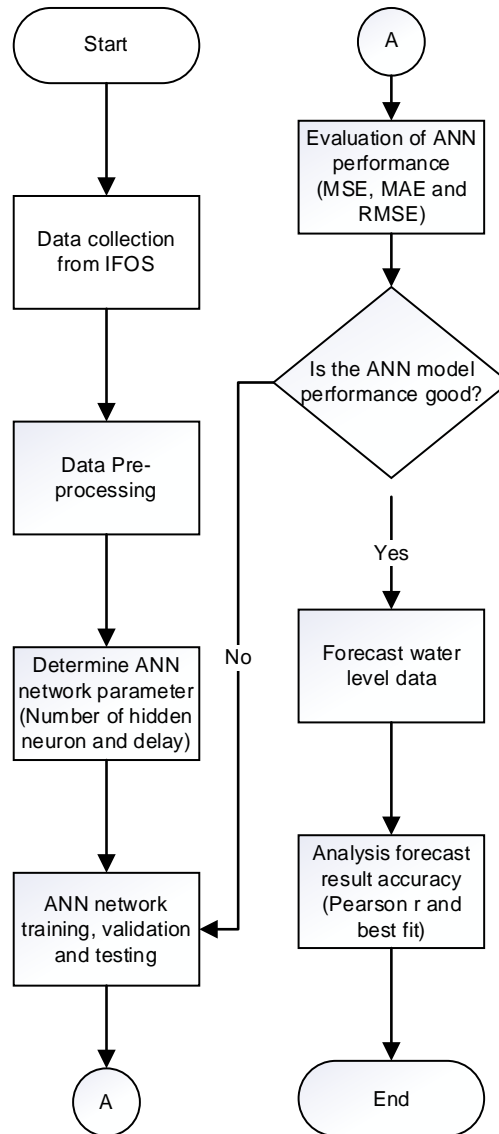 Start
Data collection
from IFOS
Data Pre-
processing
Determine ANN
network parameter
(Number of hidden
neuron and delay)
ANN network
training, validation
and testing
A
No
A
Evaluation of ANN
performance
(MSE, MAE and
RMSE)
Is the ANN model
performance good?
Yes
Forecast water
level data
Analysis forecast
result accuracy
(Pearson r and
best fit)
End